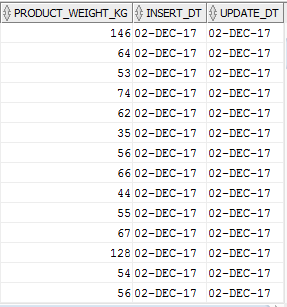 PRODUCT_WEIGHT_KG INSERT_DT UPDATE_DT
146 02-DEC-17 02-DEC-17
64 02-DEC-17 02-DEC-17
53 02-DEC-17 02-DEC-17
74 02-DEC-17 02-DEC-17
62 02-DEC-17 02-DEC-17
35 02-DEC-17 02-DEC-17
56 02-DEC-17 02-DEC-17
66 02-DEC-17 02-DEC-17
44 02-DEC-17 02-DEC-17
55 02-DEC-17 02-DEC-17
67 02-DEC-17 02-DEC-17
128 02-DEC-17 02-DEC-17
54 02-DEC-17 02-DEC-17
56 02-DEC-17 02-DEC-17